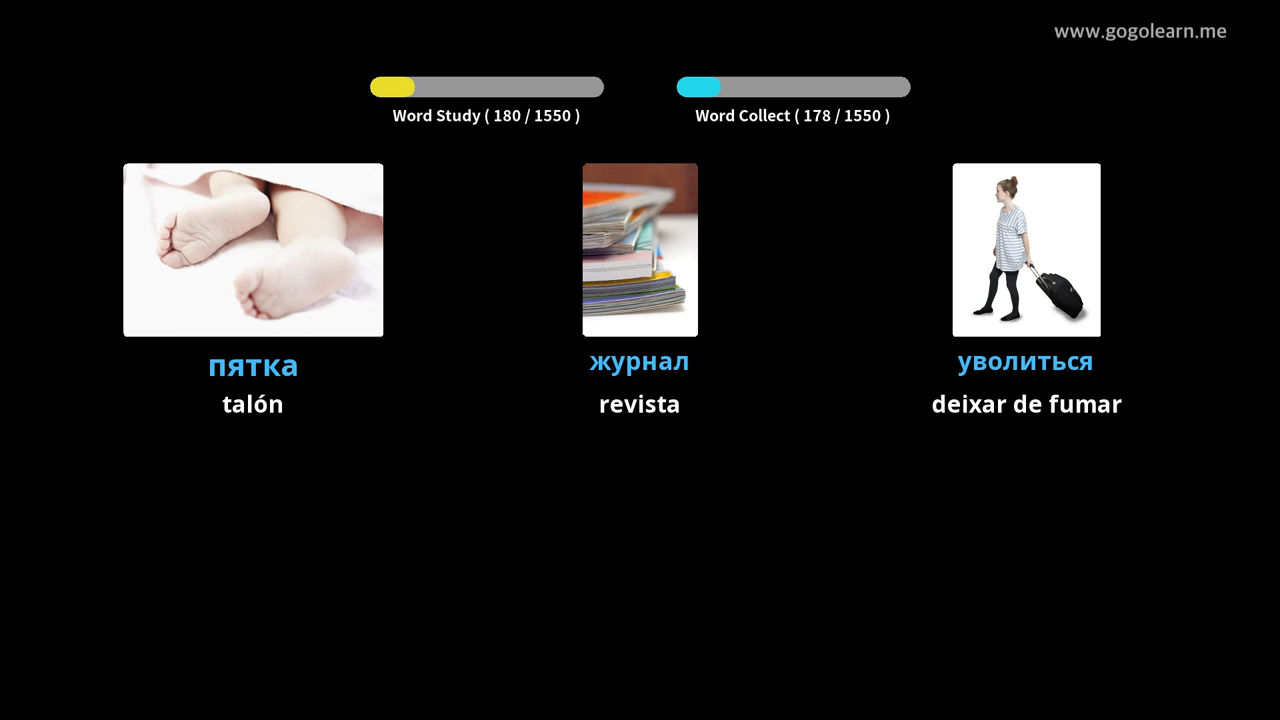 www.gogolearn.me
Word Study ( 180 / 1550 )
Word Collect ( 178 / 1550 )
пятка
журнал
уволиться
talón
revista
deixar de fumar